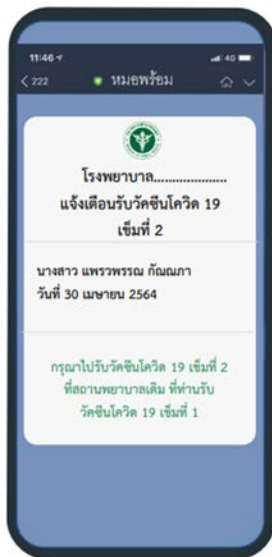 11:46
40
222
หมอพร้อม
โรงพยาบาล.....................
แจ้งเตือนรับวัคซีนโควิด 19
เข็มที่ 2
นางสาว แพรวพรรณ กัณณภา
วันที่ 30 เมษายน 2564
กรุณาไปรับวัคซีนโควิด 19 เข็มที่ 2
ที่สถานพยาบาลเดิม ที่ท่านรับ
วัคซีนโควิด 19 เข็มที่ 1